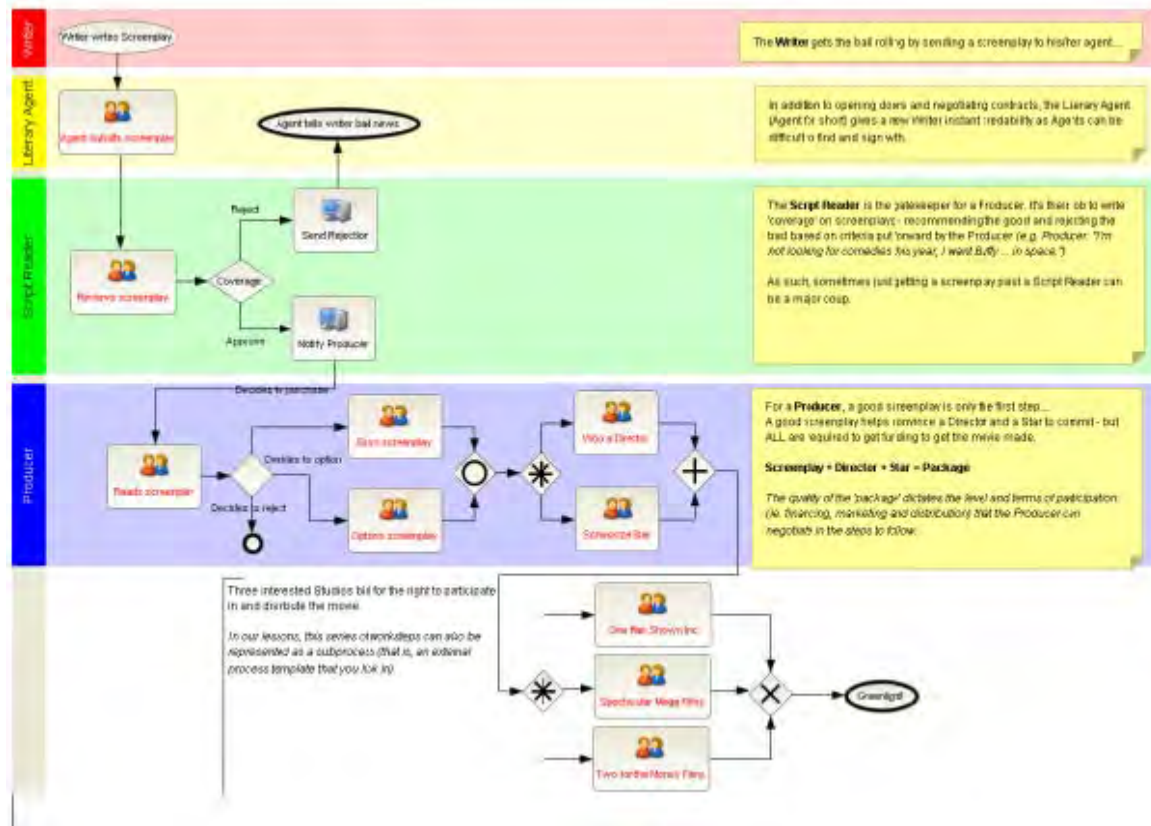 Writer
Writer writes Screenplay
The Writer gets the ball rolling by sending a screenplay to his/her agent...
Literary Agent
Agent submits screenplay
Agent tells writer bad news
In addition to opening doors and negotiating contracts, the Literary Agent
(Agent for short) gives a new Writer instant credability as Agents can be
difficult to find and sign with.
Script Reader
Reviews screenplay
Coverage
Reject
Send Rejection
Approve
Notify Producer
The Script Reader is the gatekeeper for a Producer. It's their job to write
'coverage' on screenplays - recommending the good and rejecting the
bad based on criteria put forward by the Producer (e.g. Producer: "I'm
not looking for comedies this year, I want Buffy ... in space.")
As such, sometimes just getting a screenplay past a Script Reader can
be a major coup.
Producer
Decides to purchase
Reads screenplay
Decides to option
Decides to reject
screenplay
Options screenplay
Woo a Director
Star
For a Producer, a good screenplay is only the first step...
A good screenplay helps convince a Director and a Star to commit - but
ALL are required to get funding to get the movie made.
Screenplay + Director + Star = Package
The quality of the 'package' dictates the level and terms of participation
(ie. financing, marketing and distribution) that the Producer can
negotiate in the steps to follow.
Three interested Studios bid for the right to participate
in and distribute the movie.
In our lessons, this series of worksteps can also be
represented as a subprocess (that is, an external
process template that you link in)
One Man Shown Inc
Spectacular Mega Films
Two for the Money Films
Greenlight!